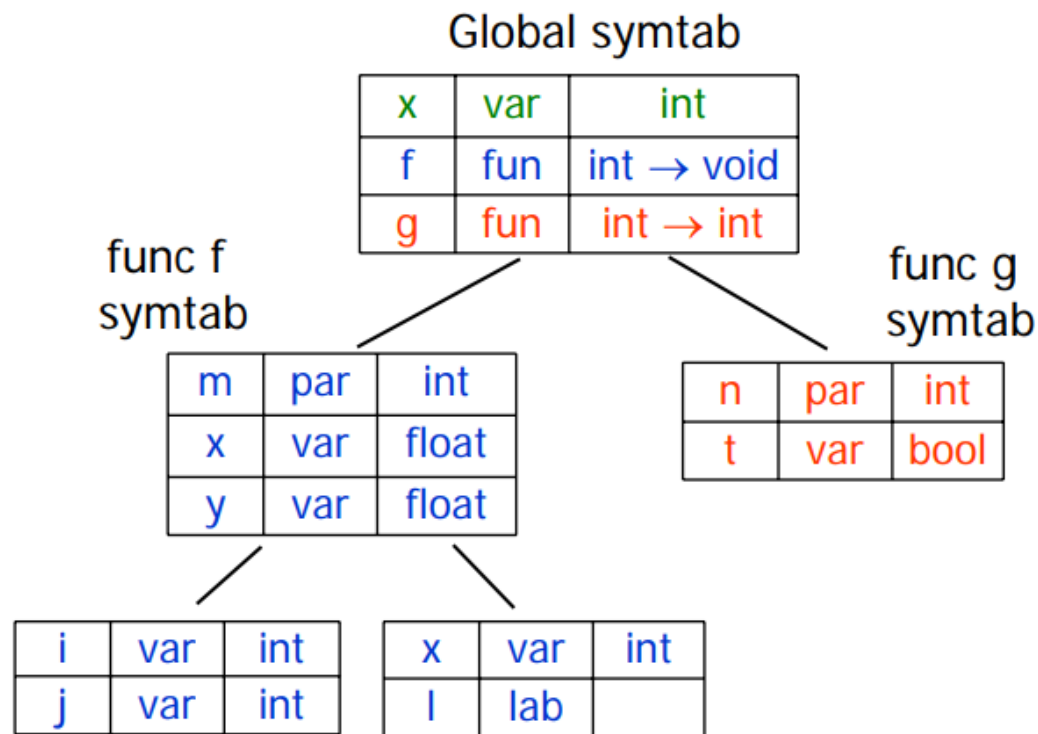 Global symtab
x var int
f fun int → void
g fun int → int
func f
symtab
func g
symtab
m par int
x var float
y var float
n par int
t var bool
i var int
j var int
x var int
l lab